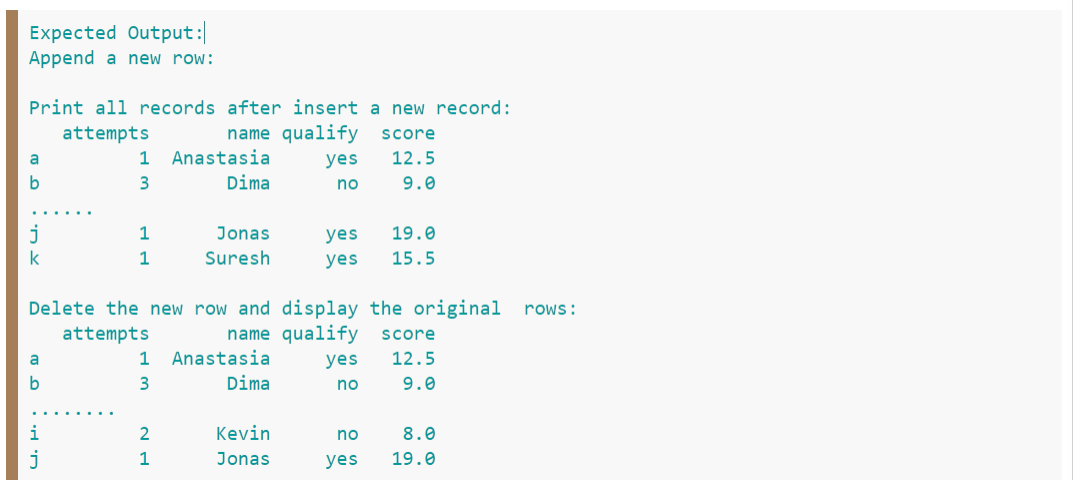 Expected Output:
Append a new row:

Print all records after insert a new record:
   attempts       name qualify  score
a         1  Anastasia     yes   12.5
b         3       Dima      no    9.0
......
j         1      Jonas     yes   19.0
k         1     Suresh     yes   15.5

Delete the new row and display the original  rows:
   attempts       name qualify  score
a         1  Anastasia     yes   12.5
b         3       Dima      no    9.0
........
i         2      Kevin      no    8.0
j         1      Jonas     yes   19.0